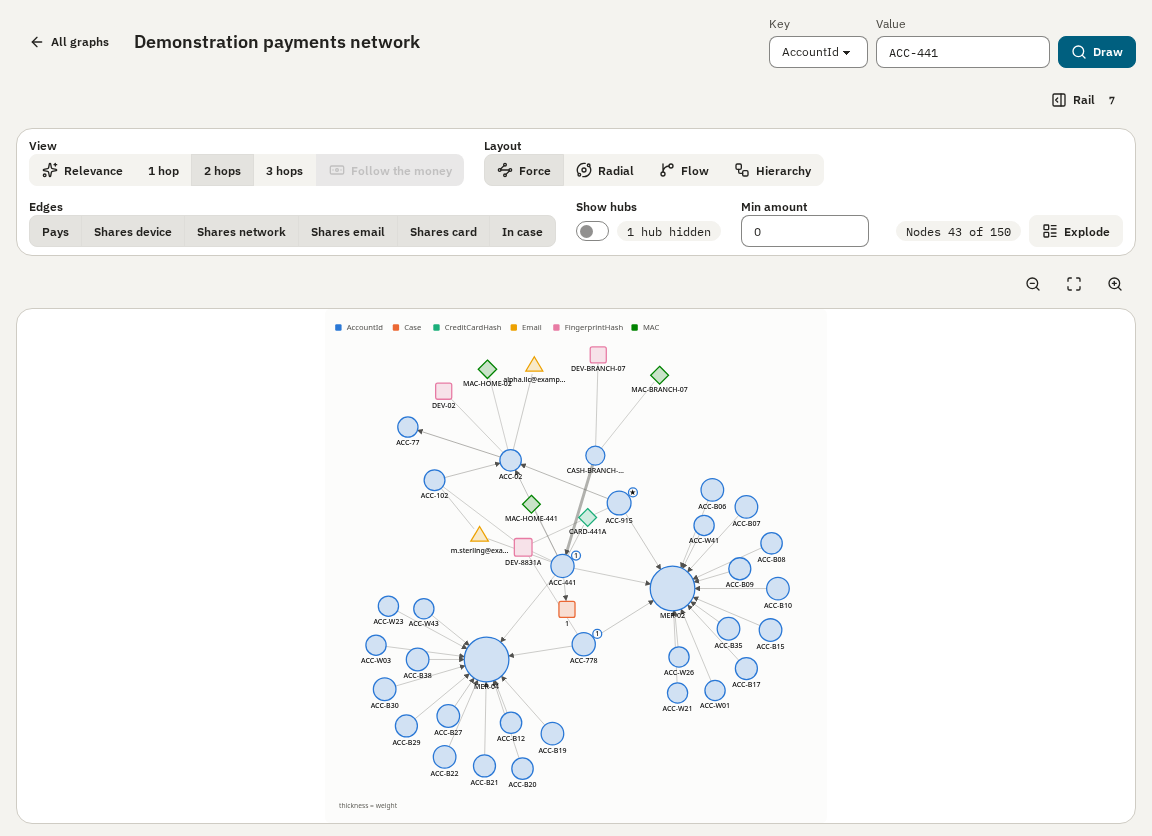 All graphs
Demonstration payments network
Key
Value
AccountId
ACC-441
Draw
Rail 7
View
Layout
Relevance 1 hop 2 hops 3 hops Follow the money
Force Radial Flow Hierarchy
Edges
Show hubs
Min amount
Pays Shares device Shares network Shares email Shares card In case
1 hub hidden
0
Nodes 43 of 150
Explode
AccountId Case CreditCardHash Email FingerprintHash MAC
DEV-BRANCH-07
MAC-HOME-02
alpha.llc@examp...
MAC-BRANCH-07
DEV-02
ACC-77
ACC-02
CASH-BRANCH-...
ACC-102
MAC-HOME-441
ACC-915
CARD-441A
m.sterling@exa...
DEV-8831A
1
ACC-441
ACC-B06
ACC-B07
ACC-W41
ACC-B08
ACC-B09
ACC-B10
MER-02
1
ACC-W23
ACC-W43
1
ACC-778
ACC-B35
ACC-B15
ACC-W03
ACC-B38
MER-04
ACC-W26
ACC-B17
ACC-B30
ACC-W21
ACC-W01
ACC-B29
ACC-B27
ACC-B12
ACC-B19
ACC-B22
ACC-B21
ACC-B20
thickness = weight